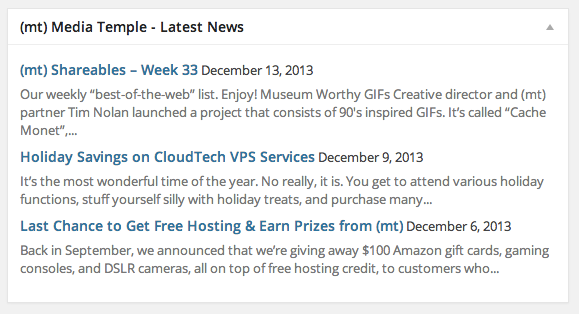 (mt) Media Temple - Latest News
(mt) Shareables – Week 33 December 13, 2013
Our weekly “best-of-the-web” list. Enjoy! Museum Worthy GIFs Creative director and (mt)
partner Tim Nolan launched a project that consists of 90's inspired GIFs. It’s called “Cache
Monet”,...
Holiday Savings on CloudTech VPS Services December 9, 2013
It’s the most wonderful time of the year. No really, it is. You get to attend various holiday
functions, stuff yourself silly with holiday treats, and purchase many...
Last Chance to Get Free Hosting & Earn Prizes from (mt) December 6, 2013
Back in September, we announced that we’re giving away $100 Amazon gift cards, gaming
consoles, and DSLR cameras, all on top of free hosting credit, to customers who...